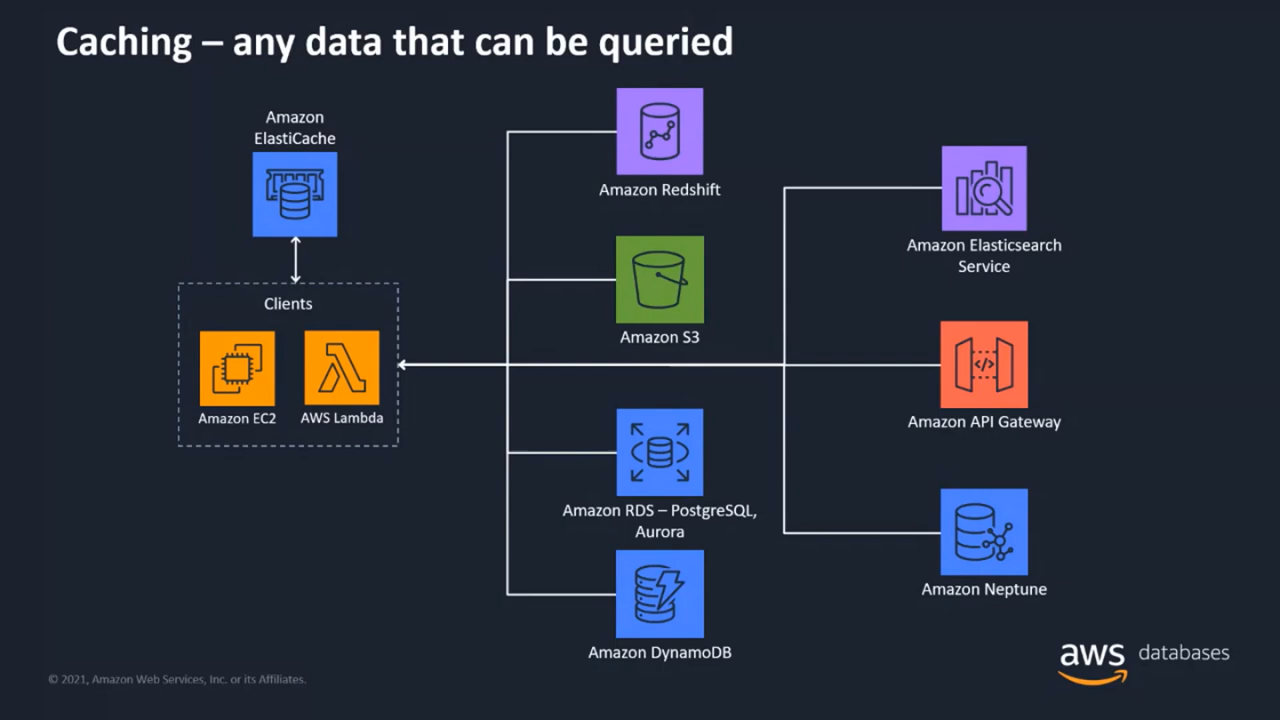 Caching – any data that can be queried
Amazon
ElastiCache
Clients
Amazon EC2
AWS Lambda
Amazon Redshift
Amazon S3
Amazon RDS – PostgreSQL,
Aurora
Amazon DynamoDB
Amazon Elasticsearch
Service
</>
Amazon API Gateway
Amazon Neptune
aws databases
© 2021, Amazon Web Services, Inc. or its Affiliates.